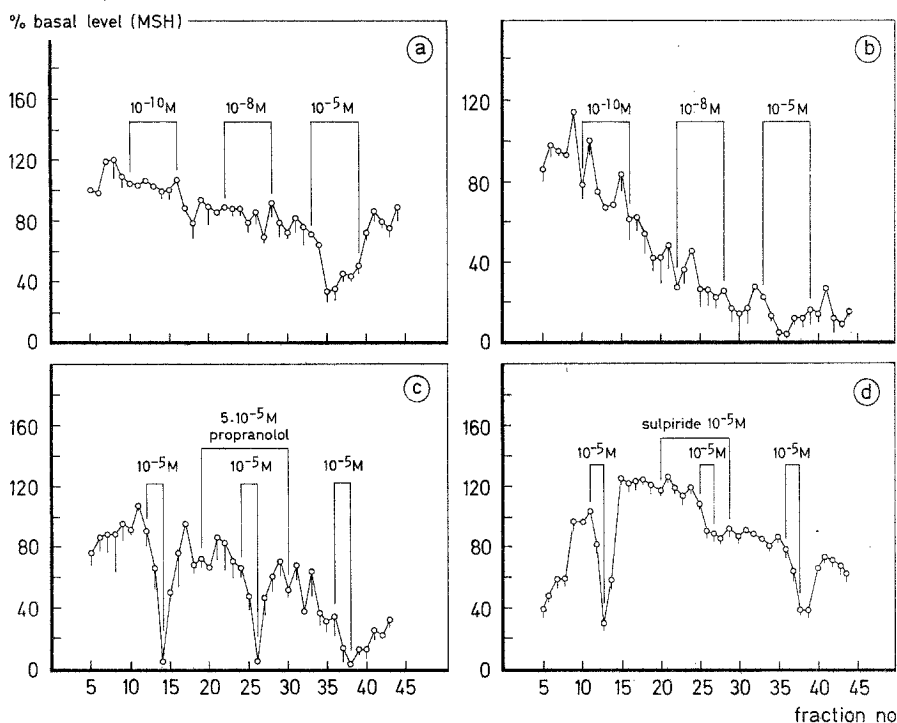 % basal level (MSH)
a
10⁻¹⁰M 10⁻⁸M 10⁻⁵M
160
120
80
40
0
b
10⁻¹⁰M 10⁻⁸M 10⁻⁵M
120
80
40
0
c
5.10⁻⁵M
propranolol
10⁻⁵M 10⁻⁵M 10⁻⁵M
160
120
80
40
0
5 10 15 20 25 30 35 40 45
d
sulpiride 10⁻⁵M
10⁻⁵M 10⁻⁵M 10⁻⁵M
160
120
80
40
0
5 10 15 20 25 30 35 40 45
fraction no